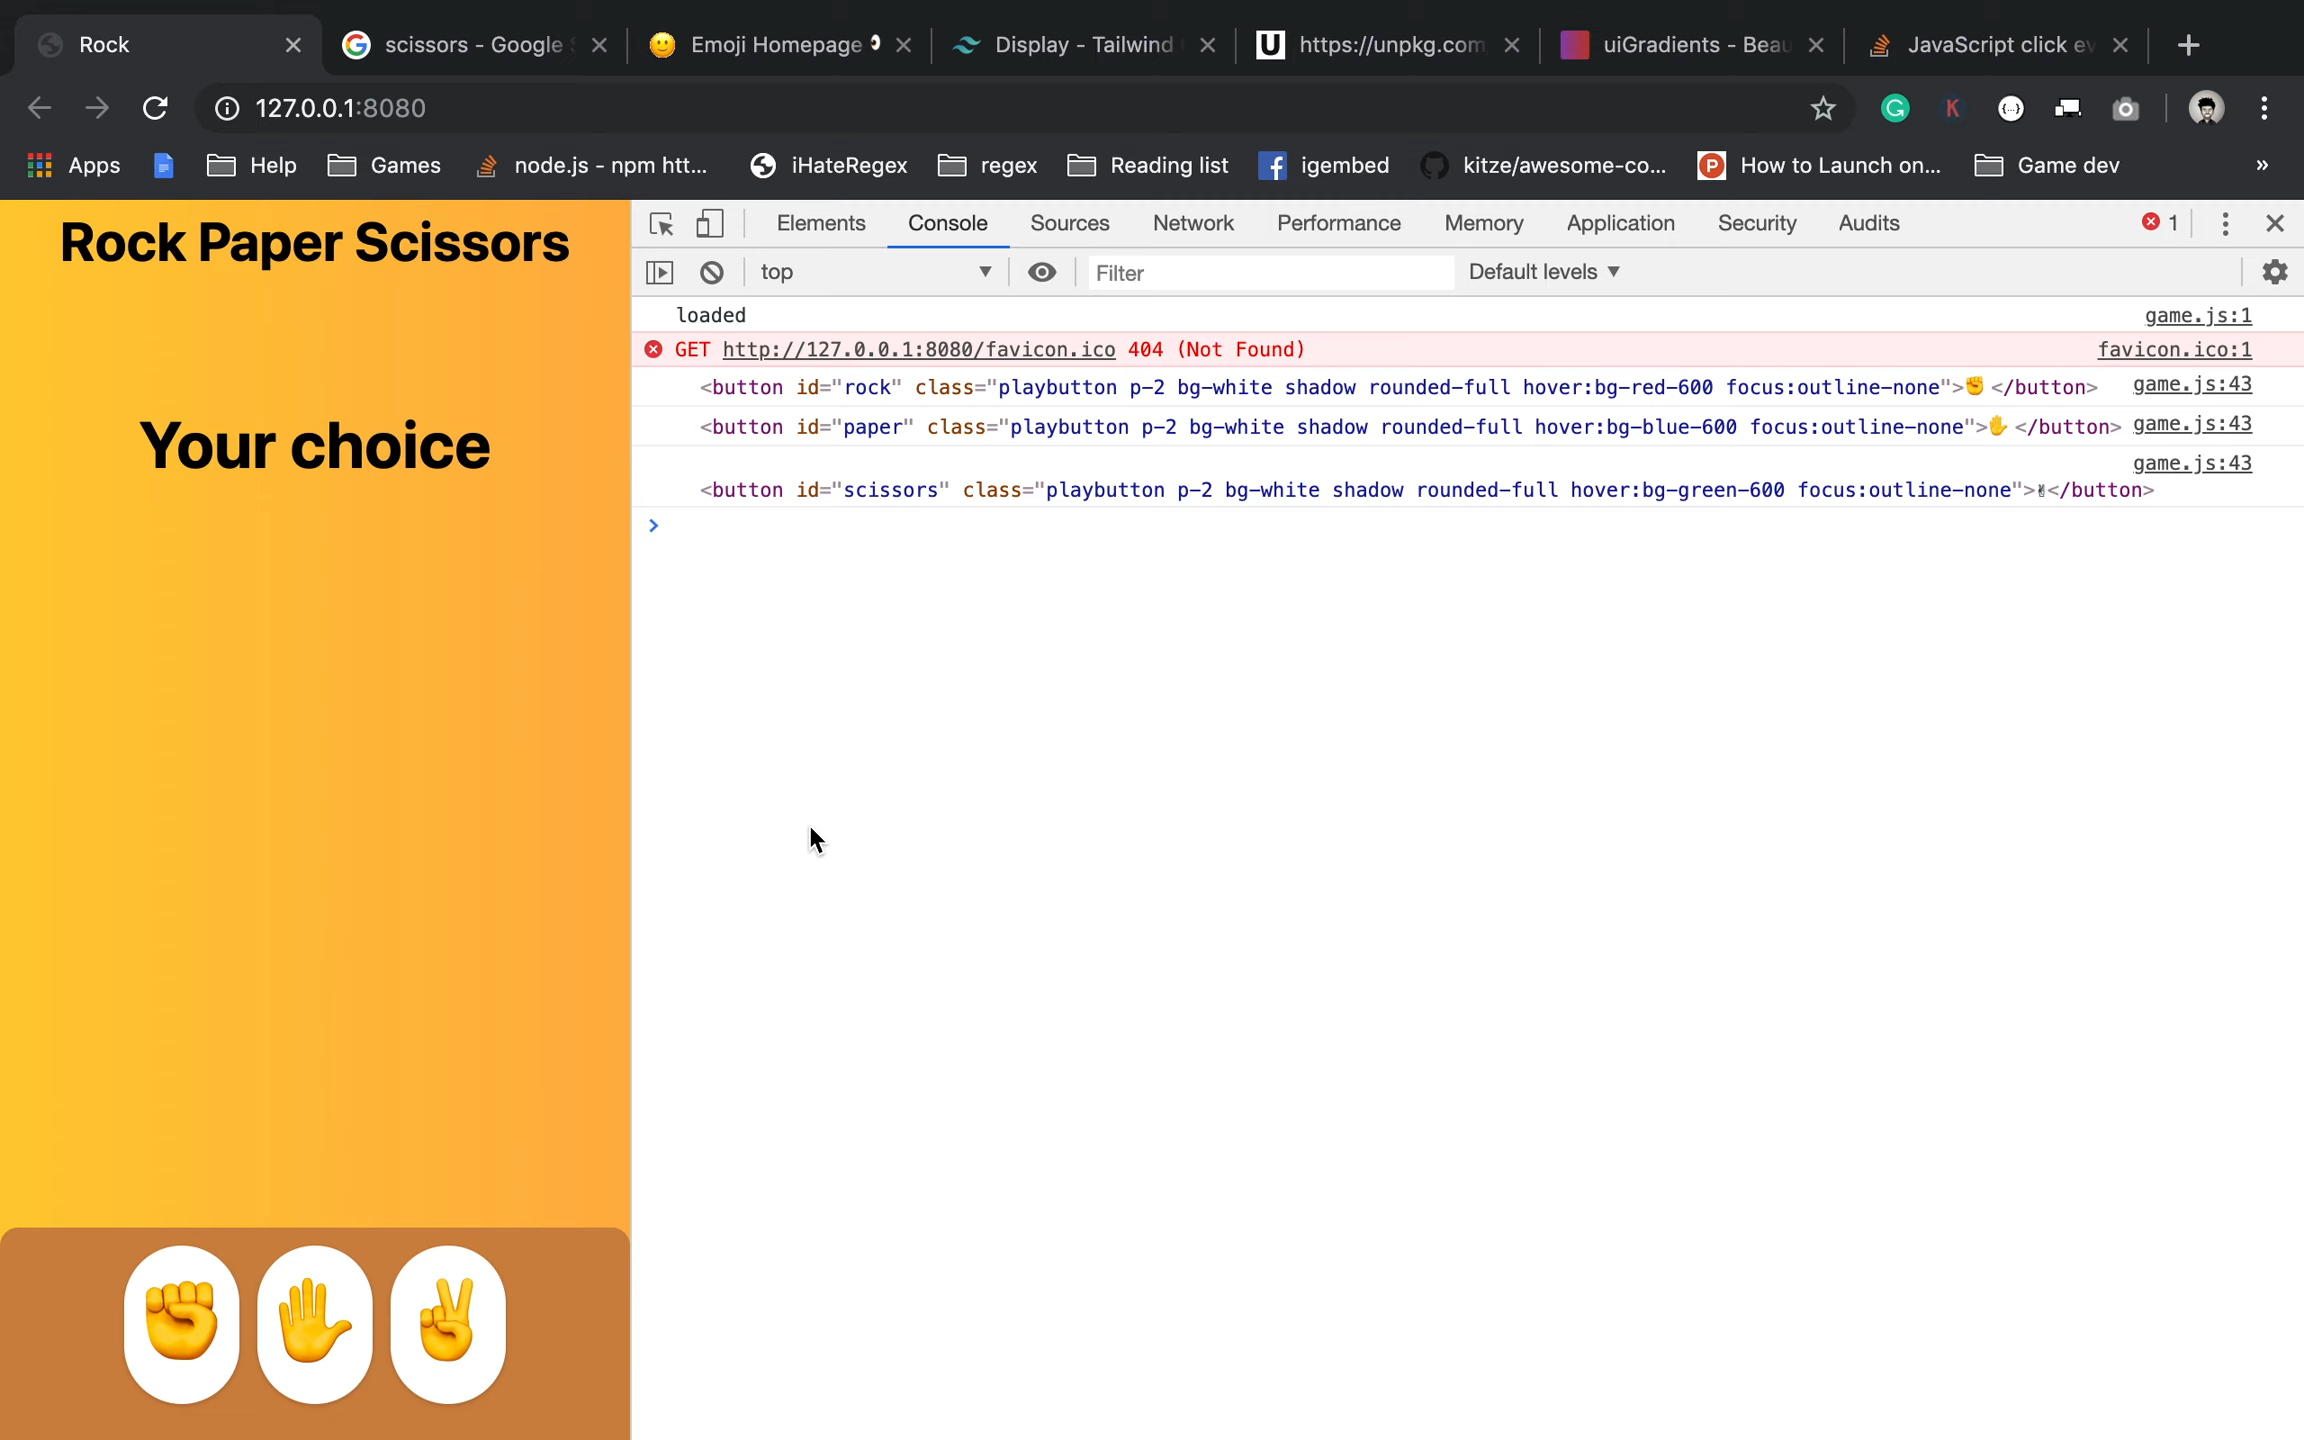 Rock
scissors - Google
Emoji Homepage
Display - Tailwind
https://unpkg.com
uiGradients - Beau
JavaScript click ev
127.0.0.1:8080
Apps Help Games node.js - npm htt... iHateRegex regex Reading list igembed kitze/awesome-co... How to Launch on... Game dev »
Rock Paper Scissors
Your choice
✊ ✋ ✌
Elements Console Sources Network Performance Memory Application Security Audits 1
top Filter Default levels
loaded game.js:1
GET http://127.0.0.1:8080/favicon.ico 404 (Not Found) favicon.ico:1
<button id="rock" class="playbutton p-2 bg-white shadow rounded-full hover:bg-red-600 focus:outline-none">✊</button> game.js:43
<button id="paper" class="playbutton p-2 bg-white shadow rounded-full hover:bg-blue-600 focus:outline-none">✋</button> game.js:43
game.js:43
<button id="scissors" class="playbutton p-2 bg-white shadow rounded-full hover:bg-green-600 focus:outline-none">✌</button>
>